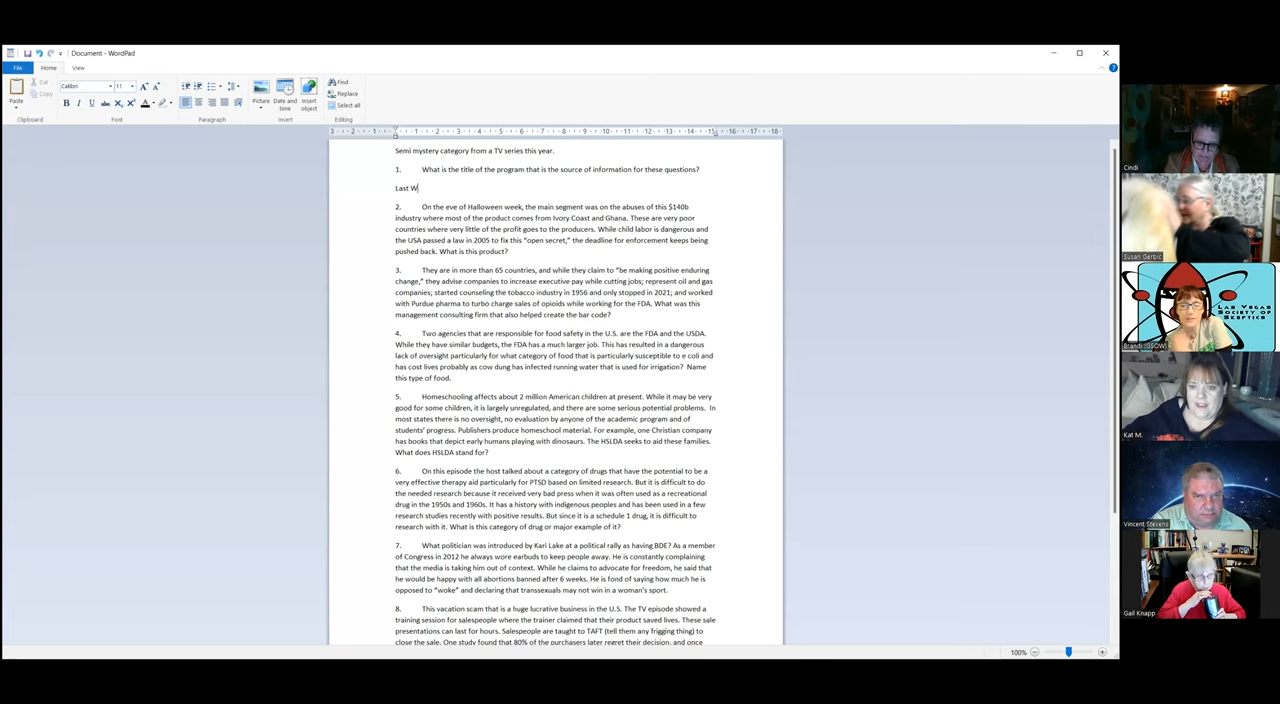 Document - WordPad
File
Home
View
Cut
Copy
Paste
Calibri
11
Find
Replace
Select all
Picture
Date and time
Insert object
Clipboard
Font
Paragraph
Insert
Editing
3 2 1 1 2 3 4 5 6 7 8 9 10 11 12 13 14 15 16 17 18
Semi mystery category from a TV series this year.
1. What is the title of the program that is the source of information for these questions?
Last W
2. On the eve of Halloween week, the main segment was on the abuses of this $140b
industry where most of the product comes from Ivory Coast and Ghana. These are very poor
countries where very little of the profit goes to the producers. While child labor is dangerous and
the USA passed a law in 2005 to fix this “open secret,” the deadline for enforcement keeps being
pushed back. What is this product?
3. They are in more than 65 countries, and while they claim to “be making positive enduring
change,” they advise companies to increase executive pay while cutting jobs; represent oil and gas
companies; started counseling the tobacco industry in 1956 and only stopped in 2021; and worked
with Purdue pharma to turbo charge sales of opioids while working for the FDA. What was this
management consulting firm that also helped create the bar code?
4. Two agencies that are responsible for food safety in the U.S. are the FDA and the USDA.
While they have similar budgets, the FDA has a much larger job. This has resulted in a dangerous
lack of oversight particularly for what category of food that is particularly susceptible to e coli and
has cost lives probably as cow dung has infected running water that is used for irrigation? Name
this type of food.
5. Homeschooling affects about 2 million American children at present. While it may be very
good for some children, it is largely unregulated, and there are some serious potential problems. In
most states there is no oversight, no evaluation by anyone of the academic program and of
students’ progress. Publishers produce homeschool material. For example, one Christian company
has books that depict early humans playing with dinosaurs. The HSLDA seeks to aid these families.
What does HSLDA stand for?
6. On this episode the host talked about a category of drugs that have the potential to be a
very effective therapy aid particularly for PTSD based on limited research. But it is difficult to do
the needed research because it received very bad press when it was often used as a recreational
drug in the 1950s and 1960s. It has a history with indigenous peoples and has been used in a few
research studies recently with positive results. But since it is a schedule 1 drug, it is difficult to
research with it. What is this category of drug or major example of it?
7. What politician was introduced by Kari Lake at a political rally as having BDE? As a member
of Congress in 2012 he always wore earbuds to keep people away. He is constantly complaining
that the media is taking him out of context. While he claims to advocate for freedom, he said that
he would be happy with all abortions banned after 6 weeks. He is fond of saying how much he is
opposed to “woke” and declaring that transsexuals may not win in a woman’s sport.
8. This vacation scam that is a huge lucrative business in the U.S. The TV episode showed a
training session for salespeople where the trainer claimed that their product saved lives. These sale
presentations can last for hours. Salespeople are taught to TAFT (tell them any frigging thing) to
close the sale. One study found that 80% of the purchasers later regret their decision, and once
100%
Cindi
Susan Gerbic
LAS VEGAS
SOCIETY OF
SKEPTICS
Brandi (GSOW)
Kat M.
Vincent Stevens
Gail Knapp